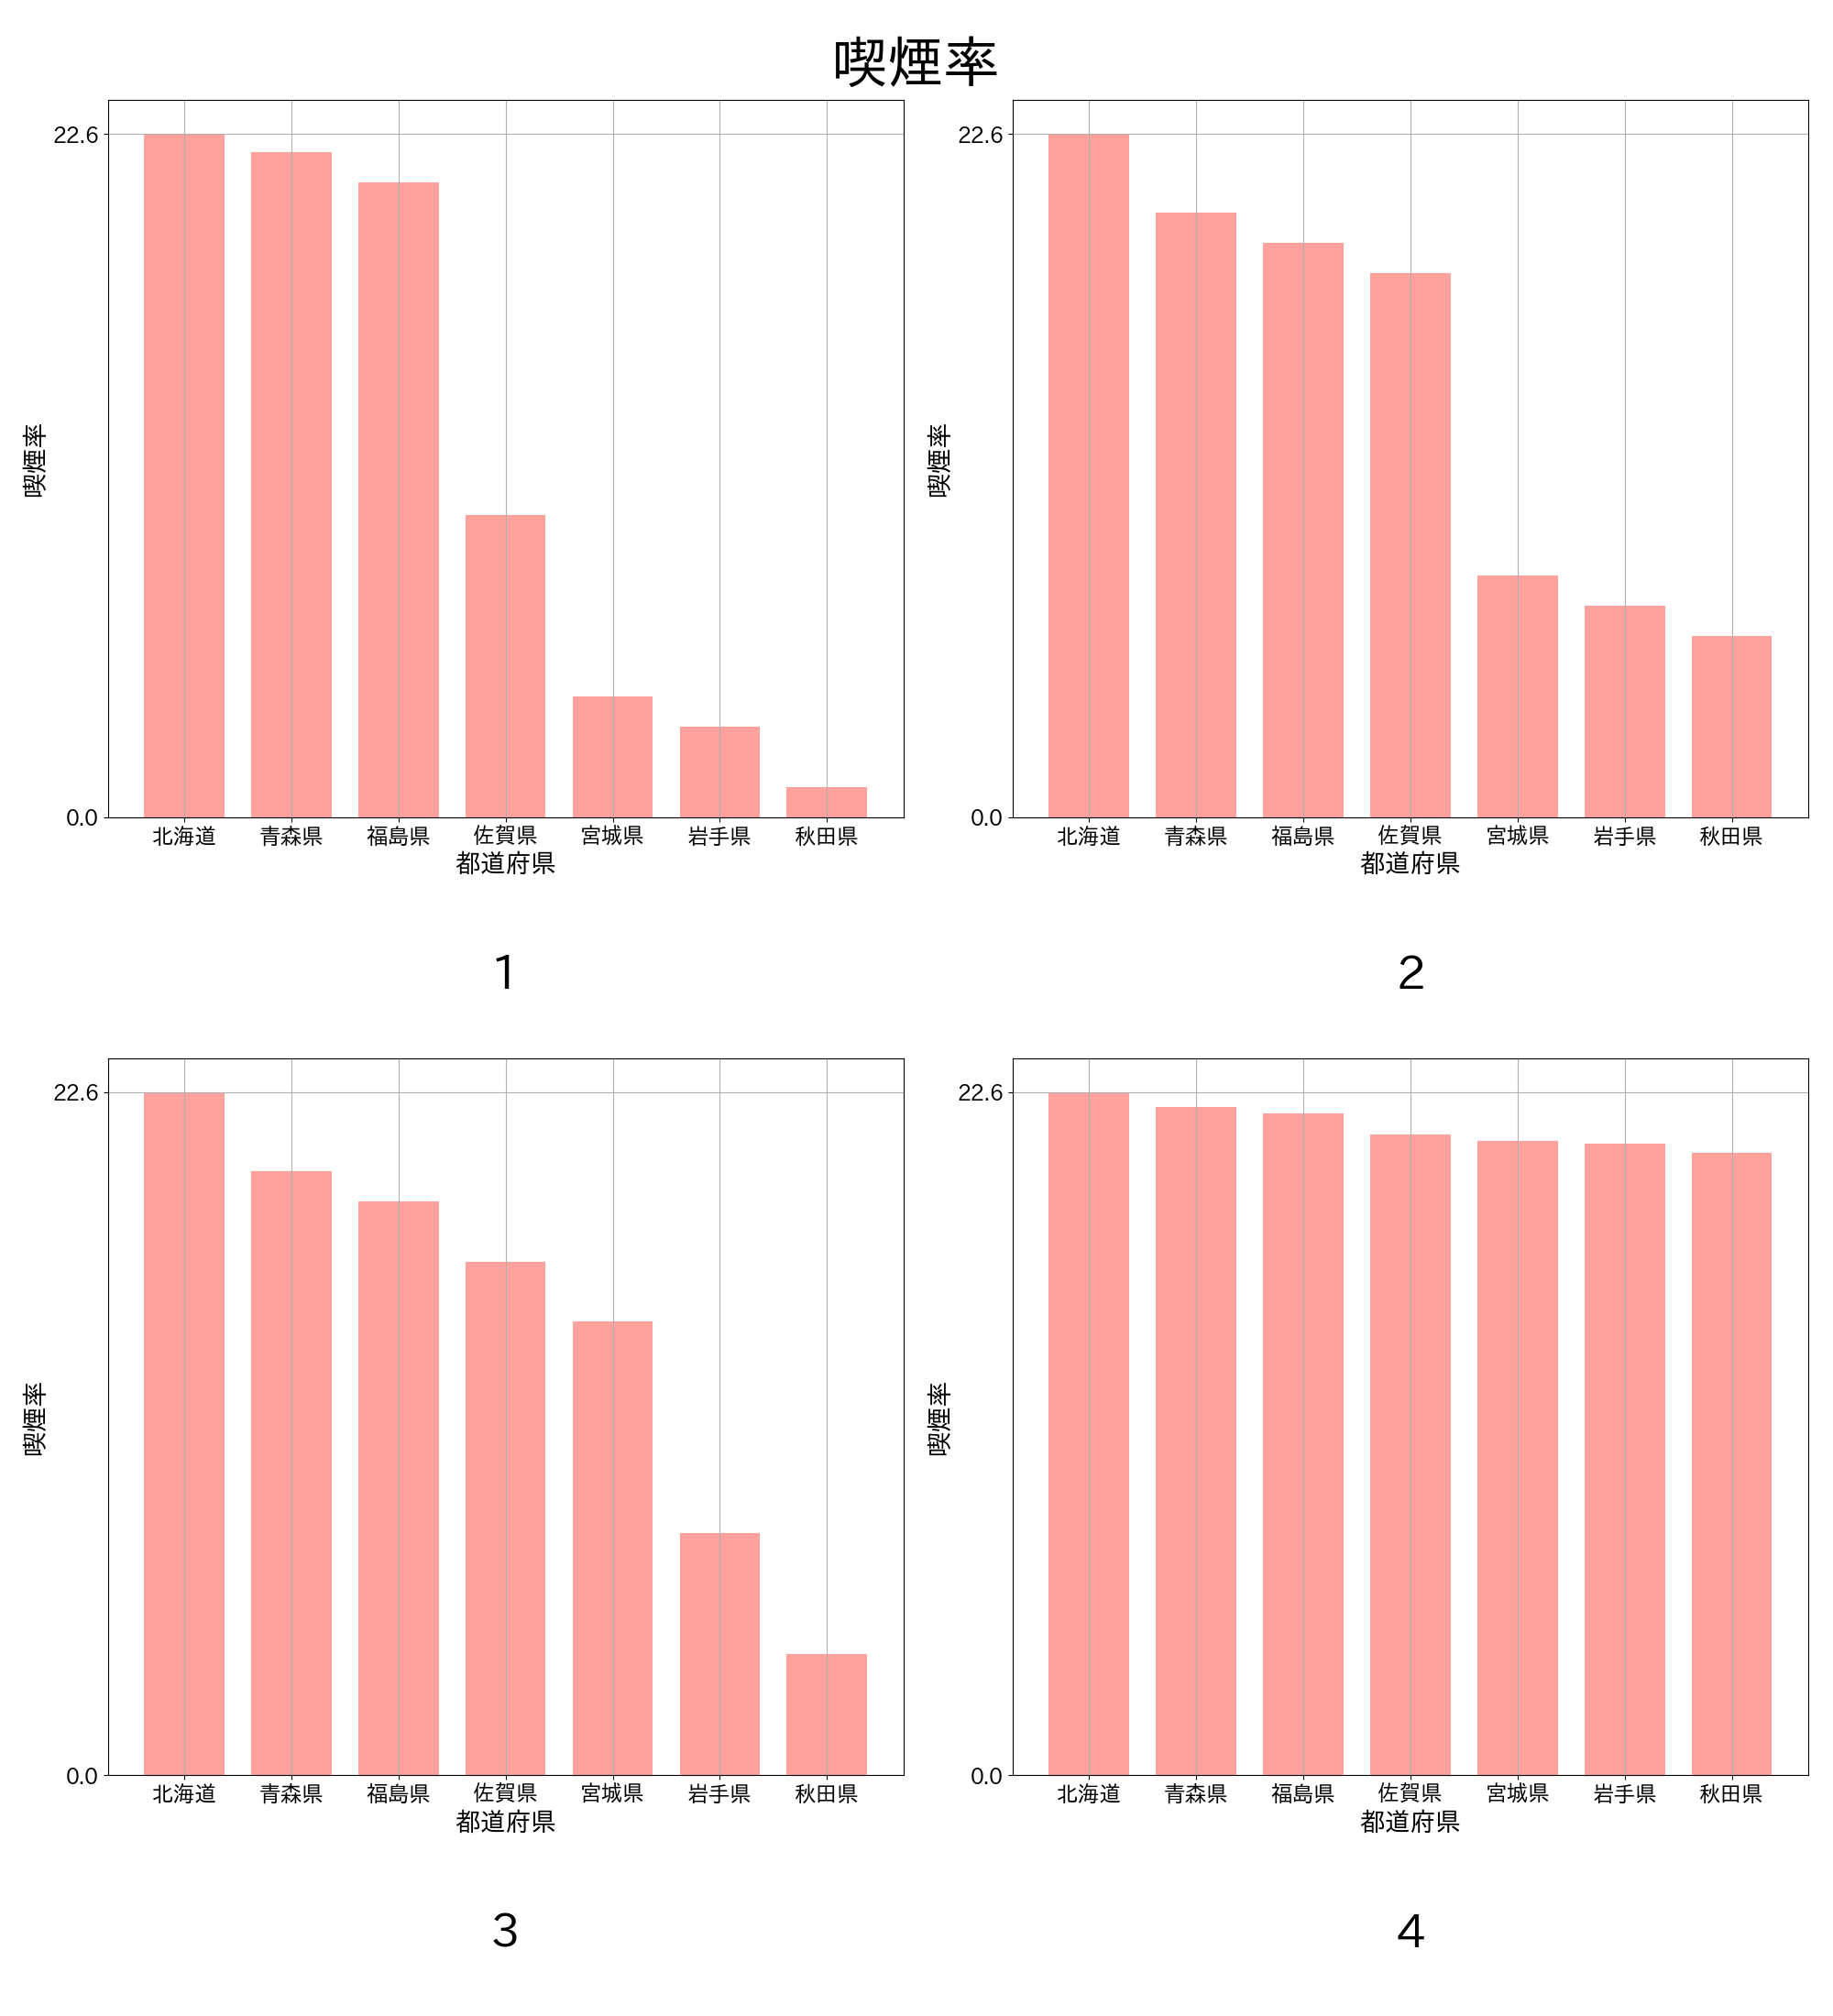 喫煙率
喫煙率
22.6
0.0
北海道 青森県 福島県 佐賀県 宮城県 岩手県 秋田県
都道府県
1
喫煙率
22.6
0.0
北海道 青森県 福島県 佐賀県 宮城県 岩手県 秋田県
都道府県
2
喫煙率
22.6
0.0
北海道 青森県 福島県 佐賀県 宮城県 岩手県 秋田県
都道府県
3
喫煙率
22.6
0.0
北海道 青森県 福島県 佐賀県 宮城県 岩手県 秋田県
都道府県
4